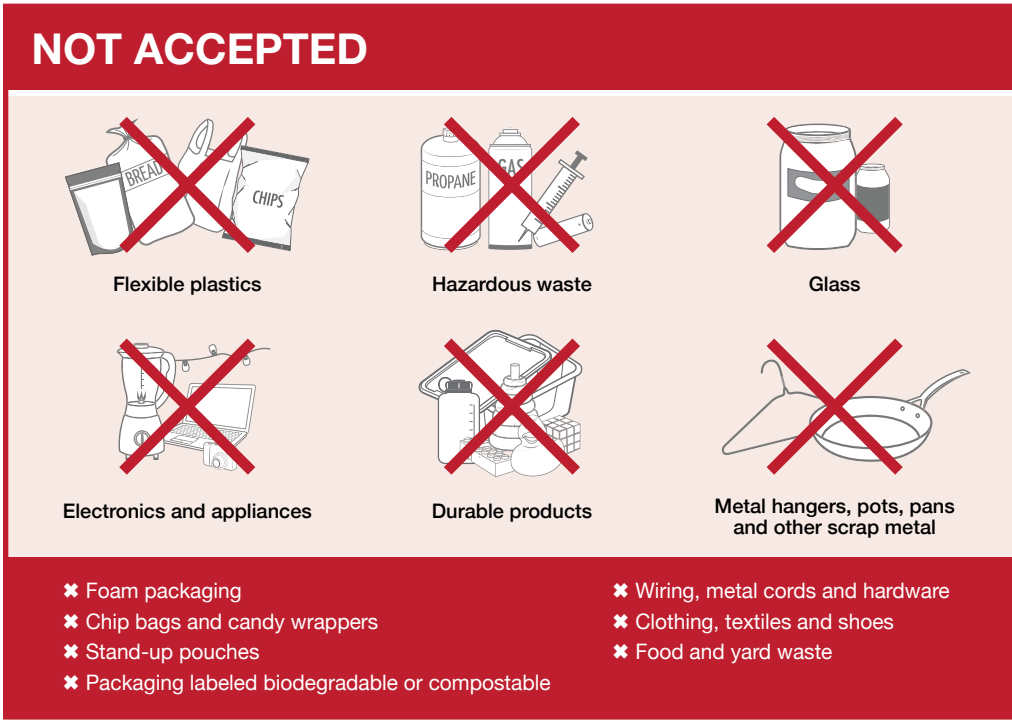 NOT ACCEPTED
BREAD
CHIPS
PROPANE
GAS
Flexible plastics
Hazardous waste
Glass
Electronics and appliances
Durable products
Metal hangers, pots, pans
and other scrap metal
✖ Foam packaging
✖ Chip bags and candy wrappers
✖ Stand-up pouches
✖ Packaging labeled biodegradable or compostable
✖ Wiring, metal cords and hardware
✖ Clothing, textiles and shoes
✖ Food and yard waste